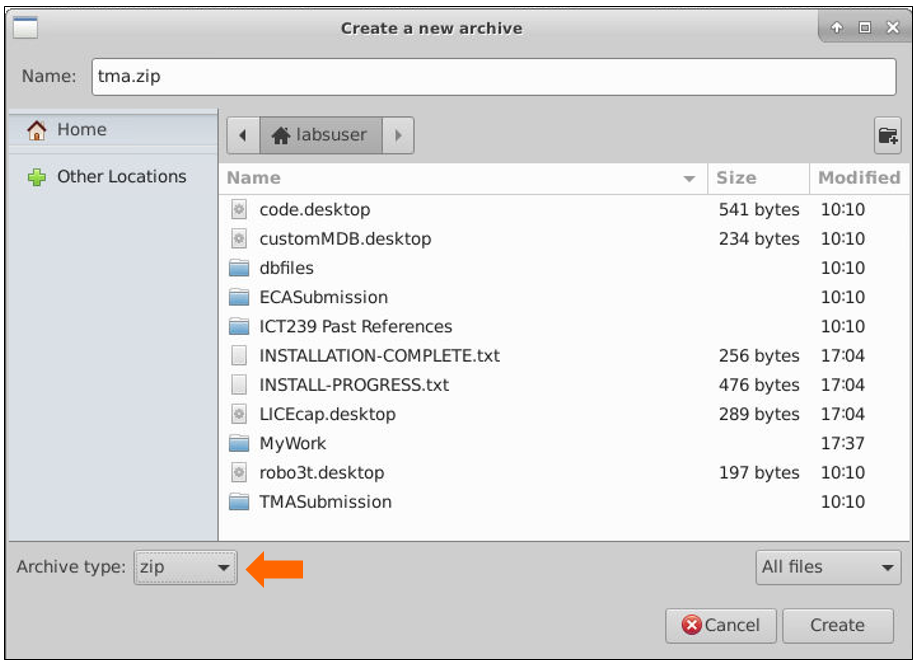 Create a new archive
Name: tma.zip
Home
labsuser
Other Locations
Name Size Modified
code.desktop 541 bytes 10:10
customMDB.desktop 234 bytes 10:10
dbfiles 10:10
ECASubmission 10:10
ICT239 Past References 10:10
INSTALLATION-COMPLETE.txt 256 bytes 17:04
INSTALL-PROGRESS.txt 476 bytes 17:04
LICEcap.desktop 289 bytes 17:04
MyWork 17:37
robo3t.desktop 197 bytes 10:10
TMASubmission 10:10
Archive type: zip All files
Cancel Create